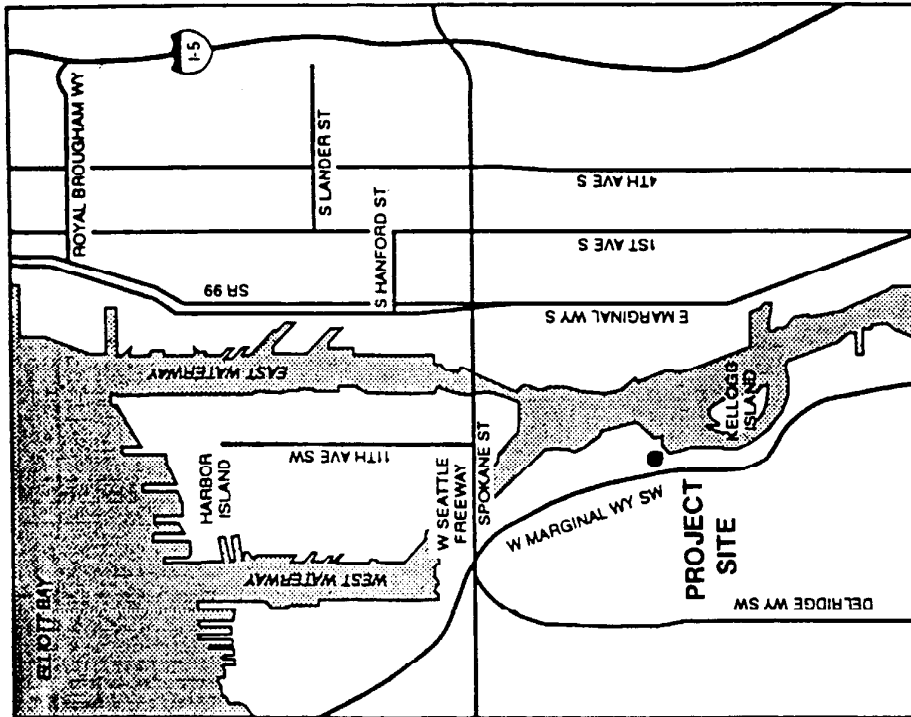 ELLIOTT BAY
ROYAL BROUGHAM WY
I-5
S LANDER ST
S HANFORD ST
SR 99
4TH AVE S
1ST AVE S
E MARGINAL WY S
EAST WATERWAY
HARBOR
ISLAND
11TH AVE SW
WEST WATERWAY
W SEATTLE
FREEWAY
SPOKANE ST
W MARGINAL WY SW
KELLOGG
ISLAND
PROJECT
SITE
DELRIDGE WY SW